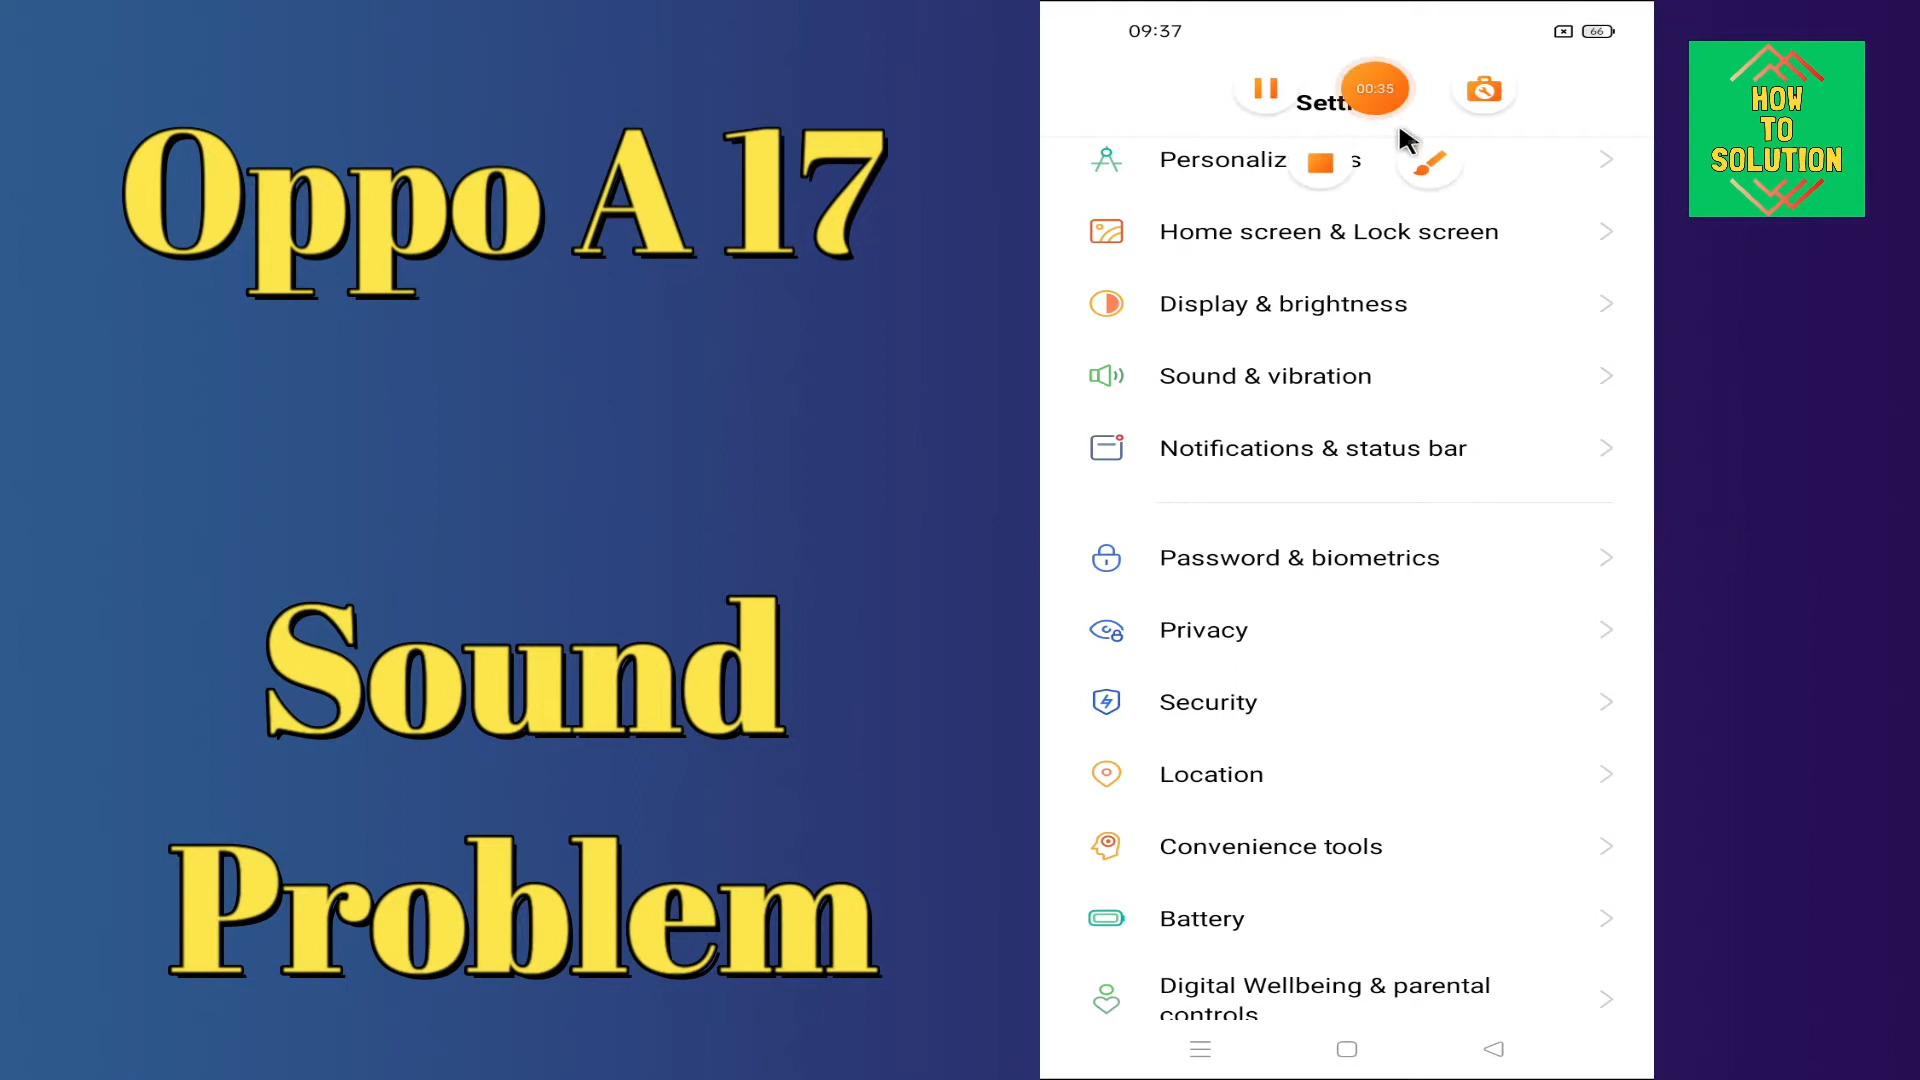 Oppo A 17
Sound
Problem
09:37
66
00:35
Personaliz s
Home screen & Lock screen
Display & brightness
Sound & vibration
Notifications & status bar
Password & biometrics
Privacy
Security
Location
Convenience tools
Battery
Digital Wellbeing & parental
controls
HOW
TO
SOLUTION